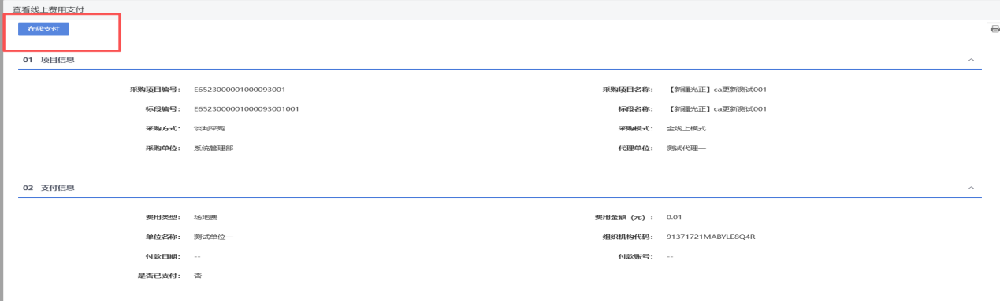 查看线上费用支付
在线支付
01 项目信息
采购项目编号： E6523000001000093001 采购项目名称： 【新疆光正】ca更新测试001
标段编号： E6523000001000093001001 标段名称： 【新疆光正】ca更新测试001
采购方式： 谈判采购 采购模式： 全线上模式
采购单位： 系统管理部 代理单位： 测试代理一
02 支付信息
费用类型： 场地费 费用金额（元）： 0.01
单位名称： 测试单位一 组织机构代码： 91371721MABYLE8Q4R
付款日期： -- 付款账号： --
是否已支付： 否